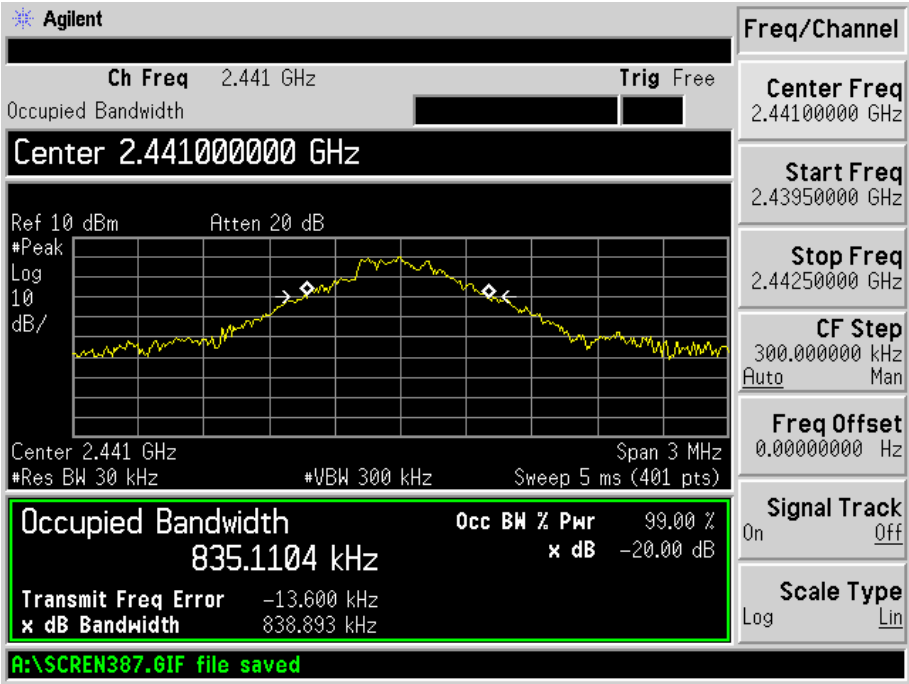 Agilent
Freq/Channel
Ch Freq 2.441 GHz Trig Free
Occupied Bandwidth
Center 2.441000000 GHz
Ref 10 dBm Atten 20 dB
#Peak
Log
10
dB/
Center 2.441 GHz Span 3 MHz
#Res BW 30 kHz #VBW 300 kHz Sweep 5 ms (401 pts)
Occupied Bandwidth
835.1104 kHz
Occ BW % Pwr 99.00 %
x dB -20.00 dB
Transmit Freq Error -13.600 kHz
x dB Bandwidth 838.893 kHz
A:\SCREN387.GIF file saved
Center Freq
2.44100000 GHz
Start Freq
2.43950000 GHz
Stop Freq
2.44250000 GHz
CF Step
300.000000 kHz
Auto Man
Freq Offset
0.00000000 Hz
Signal Track
On Off
Scale Type
Log Lin